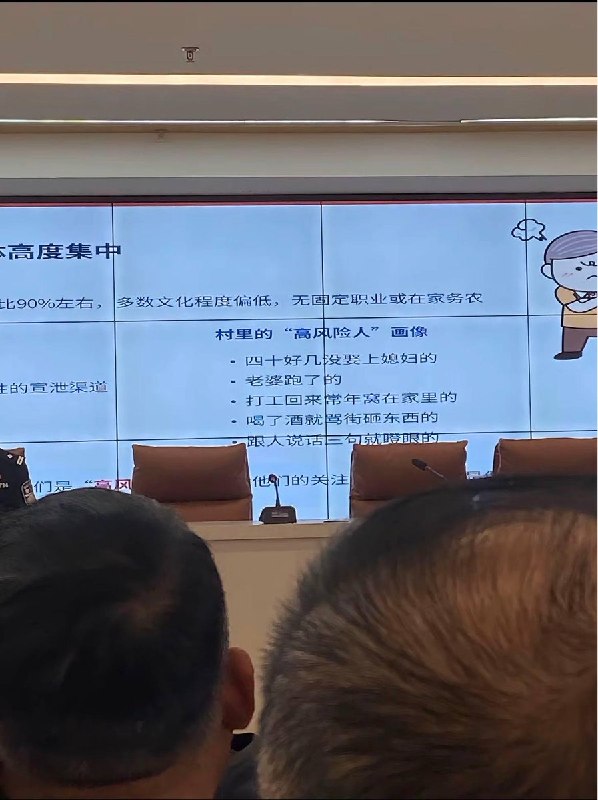 体高度集中
比90%左右，多数文化程度偏低，无固定职业或在家务农
村里的“高风险人”画像
性的宣泄渠道
· 四十好几没娶上媳妇的
· 老婆跑了的
· 打工回来常年窝在家里的
· 喝了酒就骂街砸东西的
· 跟人说话三句就瞪眼的
们是“高风
他们的关注